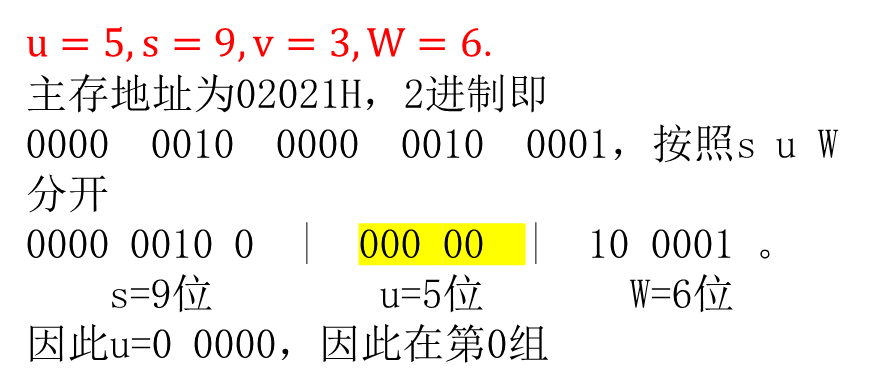 u = 5, s = 9, v = 3, W = 6.
主存地址为02021H，2进制即
0000 0010 0000 0010 0001，按照s u W
分开
0000 0010 0 | 000 00 | 10 0001 。
s=9位 u=5位 W=6位
因此u=0 0000，因此在第0组